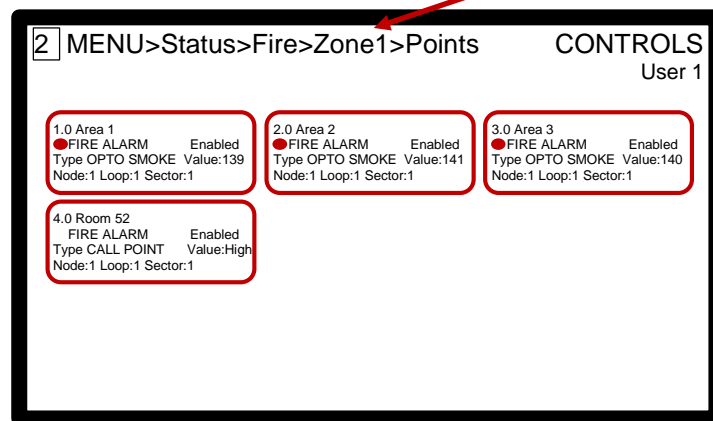 2 MENU>Status>Fire>Zone1>Points CONTROLS
User 1
1.0 Area 1
FIRE ALARM Enabled
Type OPTO SMOKE Value:139
Node:1 Loop:1 Sector:1
2.0 Area 2
FIRE ALARM Enabled
Type OPTO SMOKE Value:141
Node:1 Loop:1 Sector:1
3.0 Area 3
FIRE ALARM Enabled
Type OPTO SMOKE Value:140
Node:1 Loop:1 Sector:1
4.0 Room 52
FIRE ALARM Enabled
Type CALL POINT Value:High
Node:1 Loop:1 Sector:1